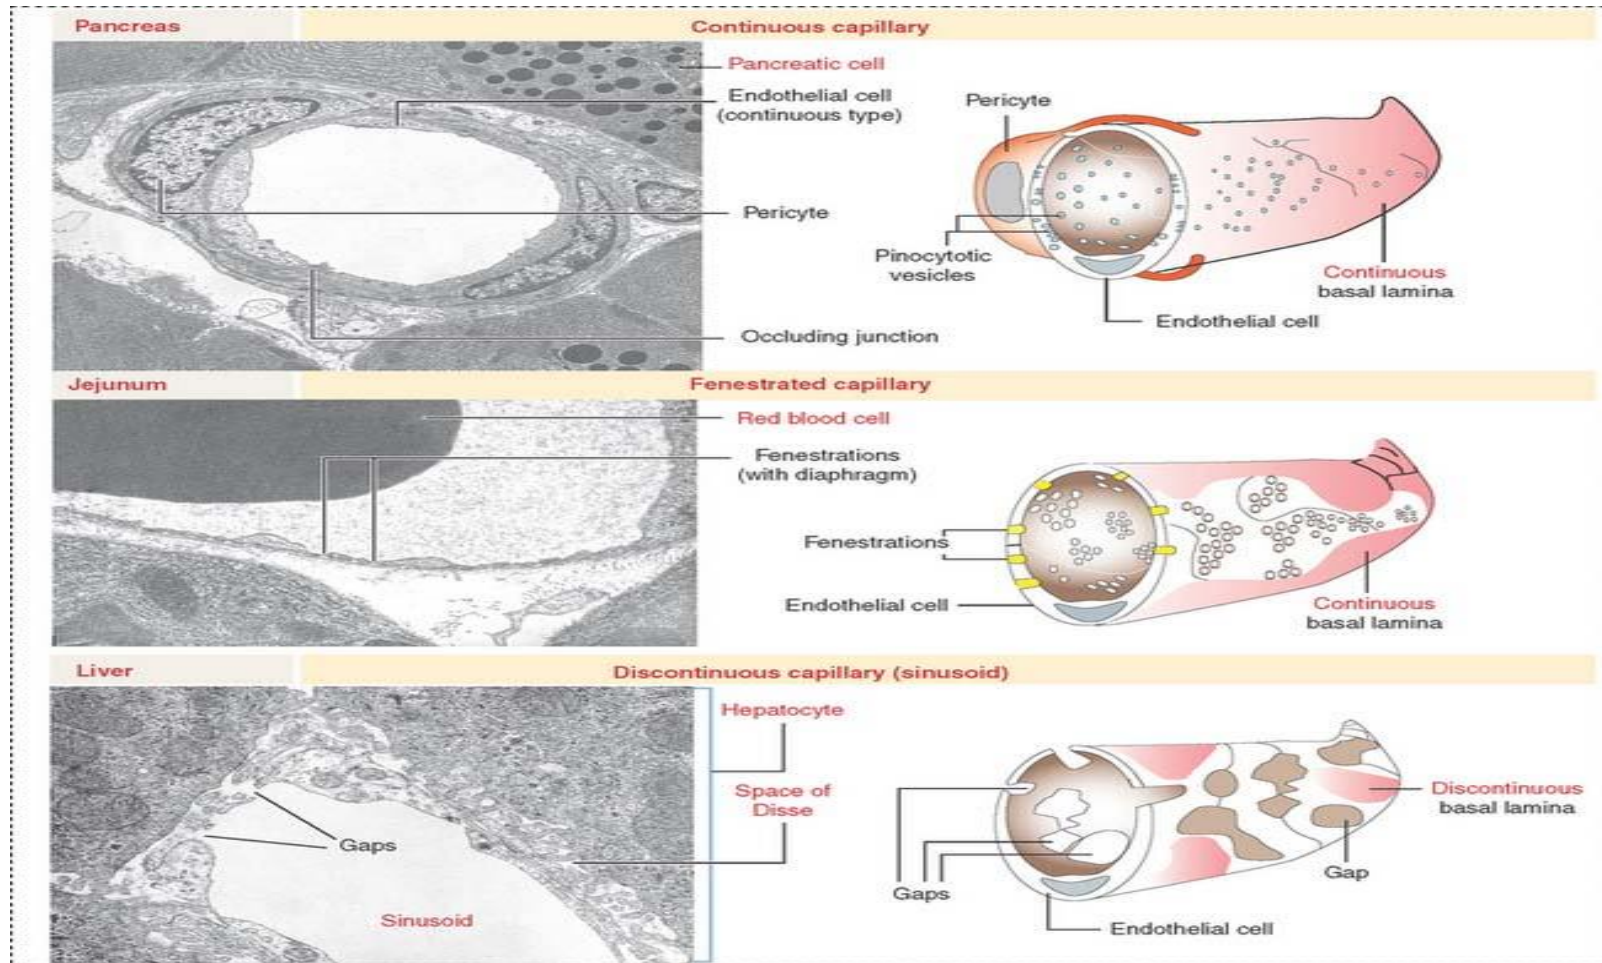 Pancreas
Continuous capillary
Pancreatic cell
Endothelial cell
(continuous type)
Pericyte
Occluding junction
Pericyte
Pinocytotic
vesicles
Continuous
basal lamina
Endothelial cell
Jejunum
Fenestrated capillary
Red blood cell
Fenestrations
(with diaphragm)
Fenestrations
Endothelial cell
Continuous
basal lamina
Liver
Discontinuous capillary (sinusoid)
Hepatocyte
Space of
Disse
Gaps
Sinusoid
Discontinuous
basal lamina
Gap
Gaps
Endothelial cell